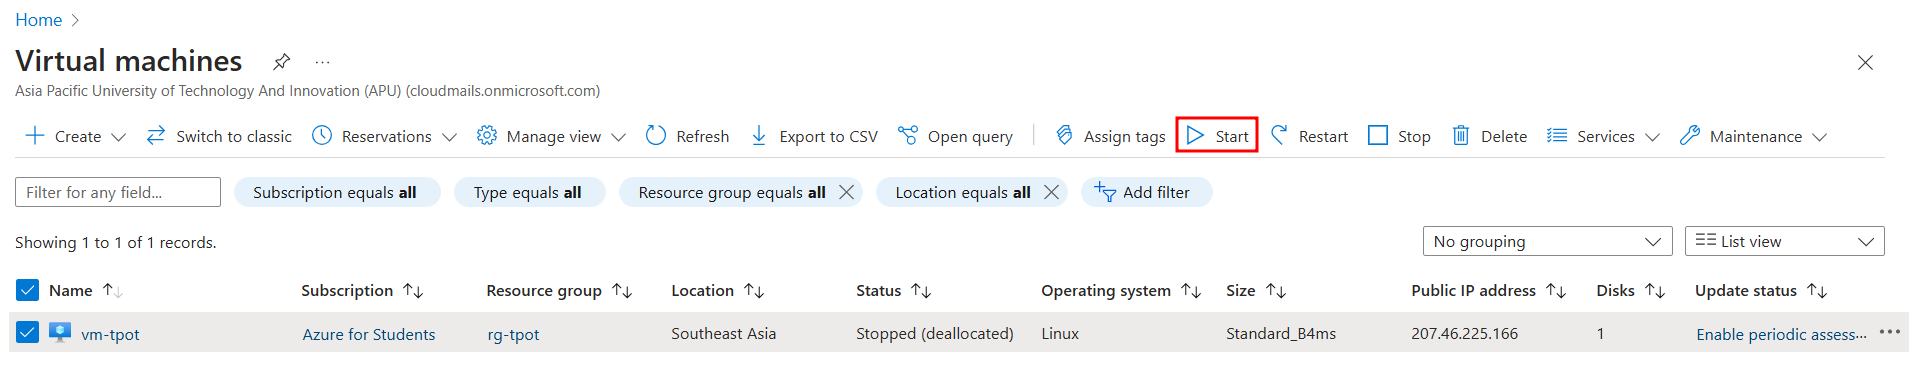 Home
Virtual machines
Asia Pacific University of Technology And Innovation (APU) (cloudmails.onmicrosoft.com)
Create Switch to classic Reservations Manage view Refresh Export to CSV Open query Assign tags Start Restart Stop Delete Services Maintenance
Filter for any field... Subscription equals all Type equals all Resource group equals all Location equals all Add filter
Showing 1 to 1 of 1 records. No grouping List view
Name Subscription Resource group Location Status Operating system Size Public IP address Disks Update status
vm-tpot Azure for Students rg-tpot Southeast Asia Stopped (deallocated) Linux Standard_B4ms 207.46.225.166 1 Enable periodic assess...